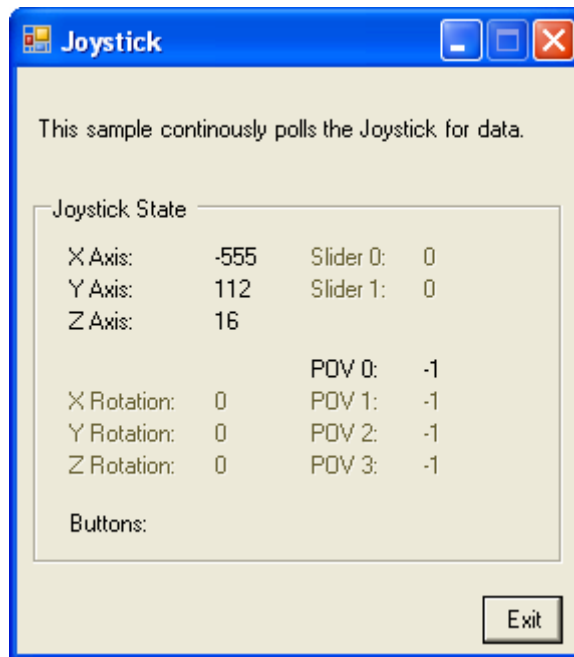 Joystick
This sample continously polls the Joystick for data.
Joystick State
X Axis: -555 Slider 0: 0
Y Axis: 112 Slider 1: 0
Z Axis: 16
POV 0: -1
X Rotation: 0 POV 1: -1
Y Rotation: 0 POV 2: -1
Z Rotation: 0 POV 3: -1
Buttons:
Exit